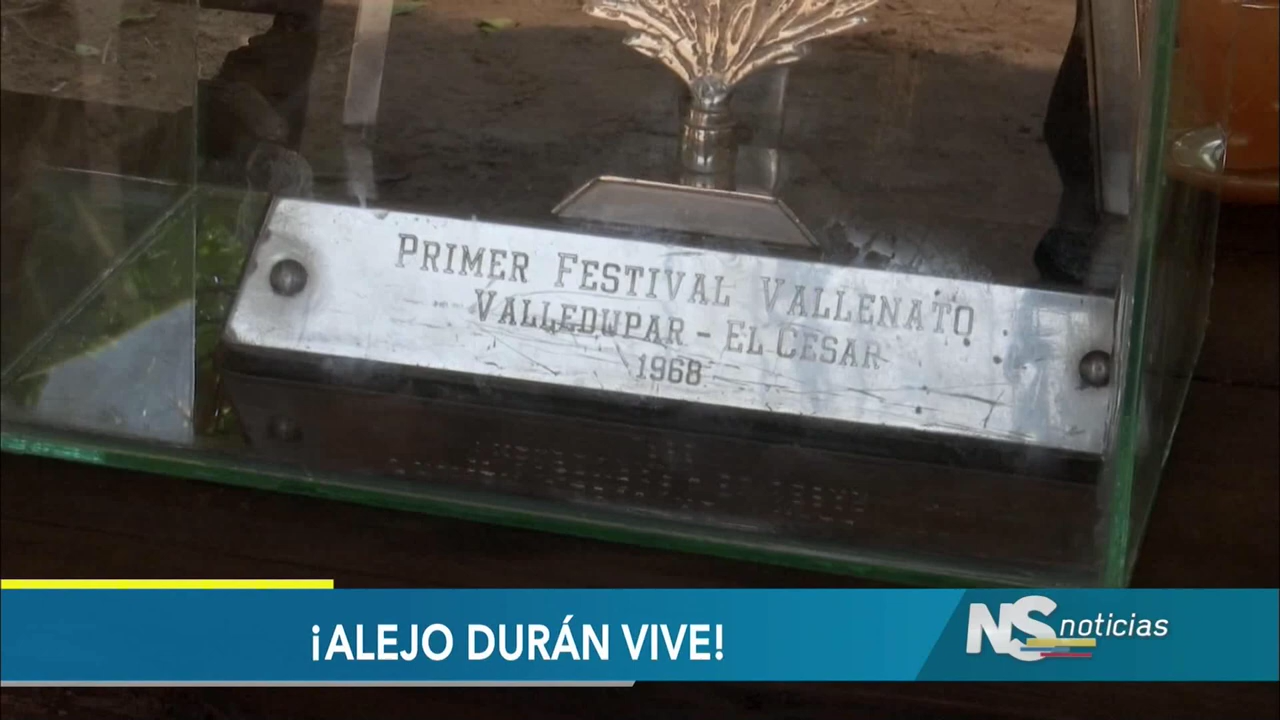 PRIMER FESTIVAL VALLENATO
VALLEDUPAR - EL CESAR
1968
¡ALEJO DURÁN VIVE!
NS noticias